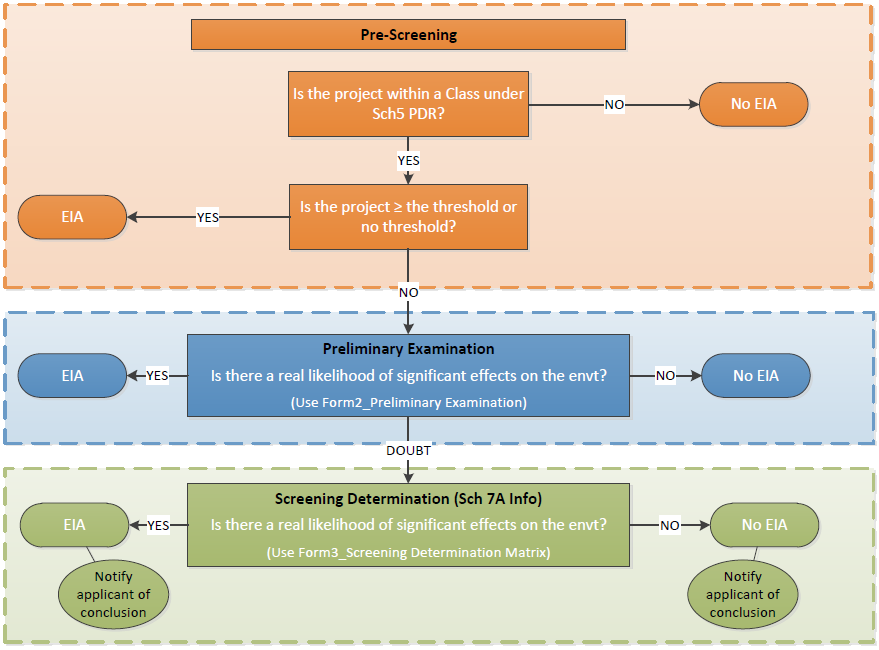 Pre-Screening
Is the project within a Class under
Sch5 PDR?
NO
No EIA
YES
Is the project ≥ the threshold or
no threshold?
YES
EIA
NO
Preliminary Examination
Is there a real likelihood of significant effects on the envt?
(Use Form2_Preliminary Examination)
YES
EIA
NO
No EIA
DOUBT
Screening Determination (Sch 7A Info)
Is there a real likelihood of significant effects on the envt?
(Use Form3_Screening Determination Matrix)
YES
EIA
Notify
applicant of
conclusion
NO
No EIA
Notify
applicant of
conclusion